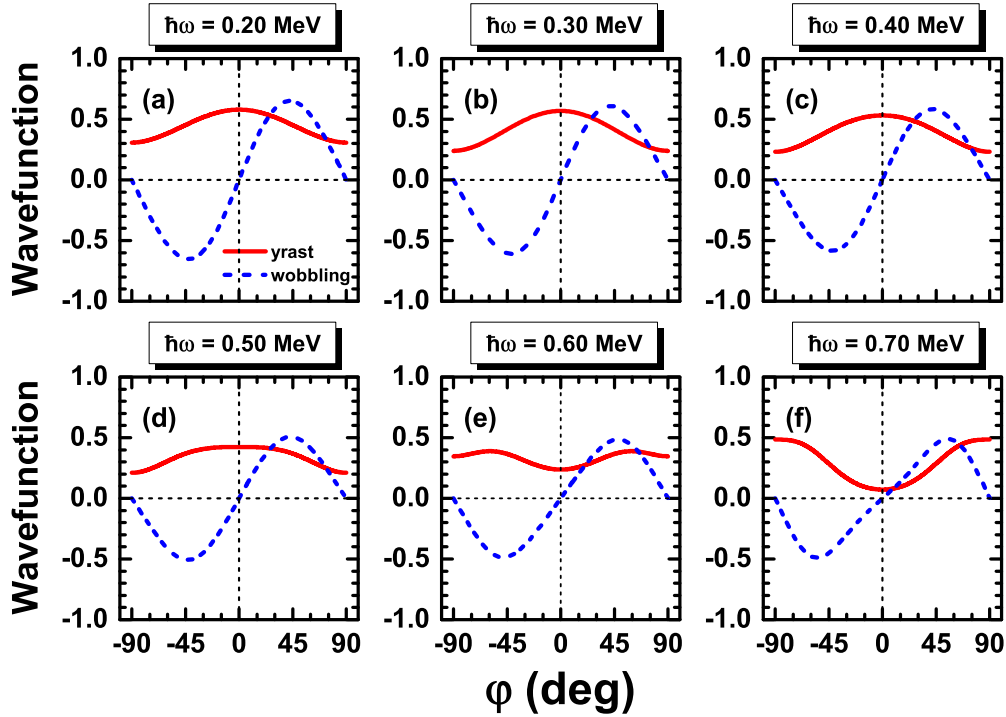 ħω = 0.20 MeV
ħω = 0.30 MeV
ħω = 0.40 MeV
Wavefunction
1.0
0.5
0.0
-0.5
-1.0
(a)
yrast
wobbling
1.0
0.5
0.0
-0.5
-1.0
(b)
1.0
0.5
0.0
-0.5
-1.0
(c)
ħω = 0.50 MeV
ħω = 0.60 MeV
ħω = 0.70 MeV
Wavefunction
1.0
0.5
0.0
-0.5
-1.0
(d)
-90 -45 0 45 90
1.0
0.5
0.0
-0.5
-1.0
(e)
-90 -45 0 45 90
1.0
0.5
0.0
-0.5
-1.0
(f)
-90 -45 0 45 90
φ (deg)